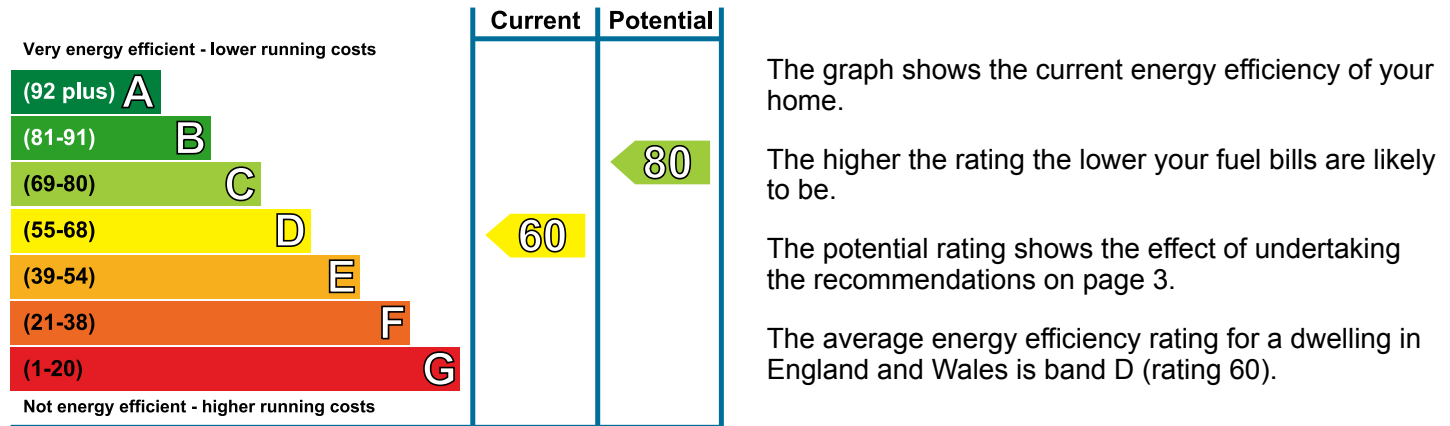 Current Potential
Very energy efficient - lower running costs
(92 plus) A
(81-91) B
(69-80) C
80
(55-68) D
60
(39-54) E
(21-38) F
(1-20) G
Not energy efficient - higher running costs
The graph shows the current energy efficiency of your
home.
The higher the rating the lower your fuel bills are likely
to be.
The potential rating shows the effect of undertaking
the recommendations on page 3.
The average energy efficiency rating for a dwelling in
England and Wales is band D (rating 60).